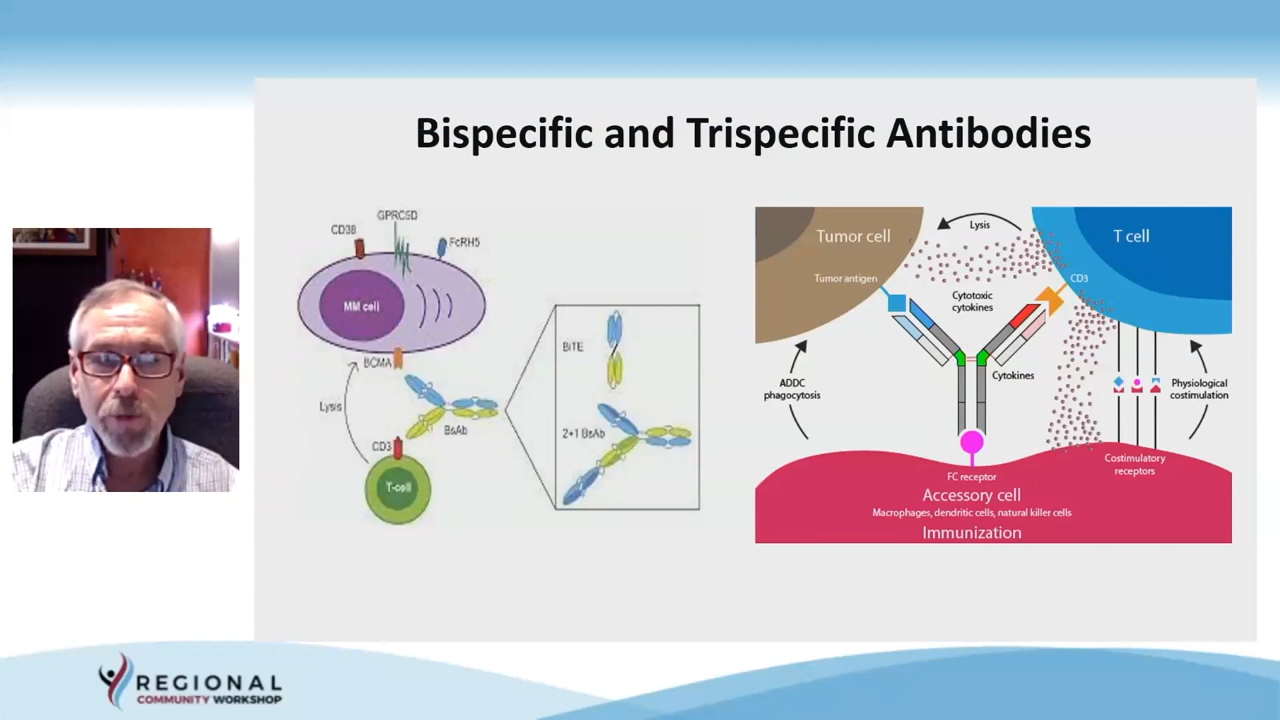 Bispecific and Trispecific Antibodies
GPRC5D
CD38
FcRH5
MM cell
BCMA
Lysis
BsAb
CD3
T-cell
BiTE
2+1 BsAb
Tumor cell
Lysis
T cell
Tumor antigen
CD3
Cytotoxic
cytokines
Cytokines
ADDC
phagocytosis
Physiological
costimulation
FC receptor
Costimulatory
receptors
Accessory cell
Macrophages, dendritic cells, natural killer cells
Immunization
REGIONAL
COMMUNITY WORKSHOP